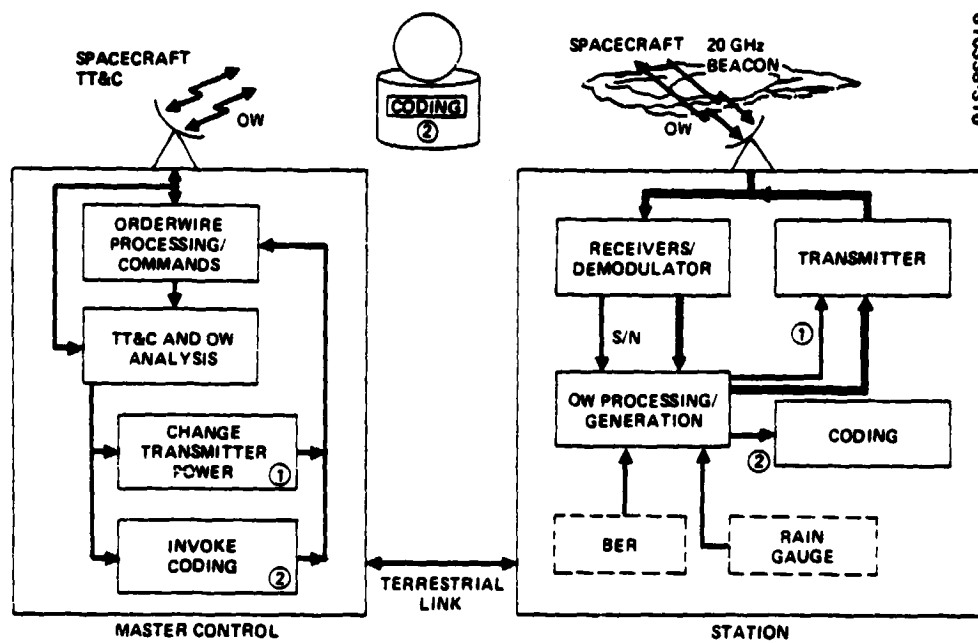 SPACECRAFT
TT&C
OW
CODING
②
SPACECRAFT
20 GHz
BEACON
OW
ORDERWIRE
PROCESSING/
COMMANDS
TT&C AND OW
ANALYSIS
CHANGE
TRANSMITTER
POWER
①
INVOKE
CODING
②
MASTER CONTROL
TERRESTRIAL
LINK
RECEIVERS/
DEMODULATOR
TRANSMITTER
S/N
①
OW PROCESSING/
GENERATION
②
CODING
BER
RAIN
GAUGE
STATION